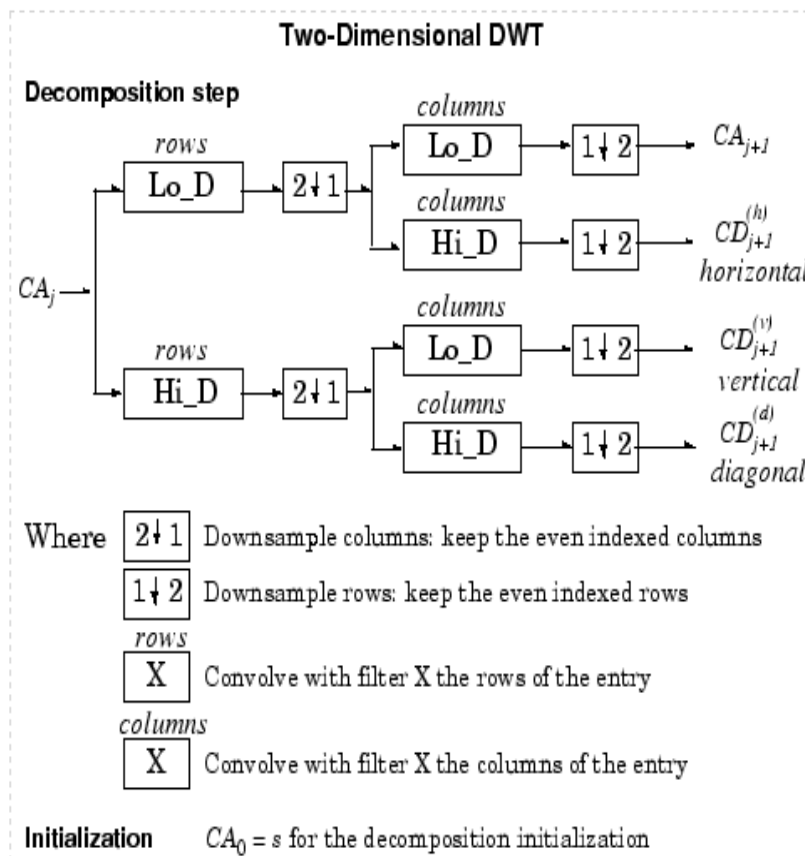 Two-Dimensional DWT
Decomposition step
columns
rows
Lo_D
1↓2
CA_{j+1}
Lo_D
2↓1
columns
Hi_D
1↓2
CD_{j+1}^{(h)}
horizontal
CA_j
columns
rows
Lo_D
1↓2
CD_{j+1}^{(v)}
vertical
Hi_D
2↓1
columns
Hi_D
1↓2
CD_{j+1}^{(d)}
diagonal
Where 2↓1 Downsample columns: keep the even indexed columns
1↓2 Downsample rows: keep the even indexed rows
rows
X Convolve with filter X the rows of the entry
columns
X Convolve with filter X the columns of the entry
Initialization CA_0 = s for the decomposition initialization